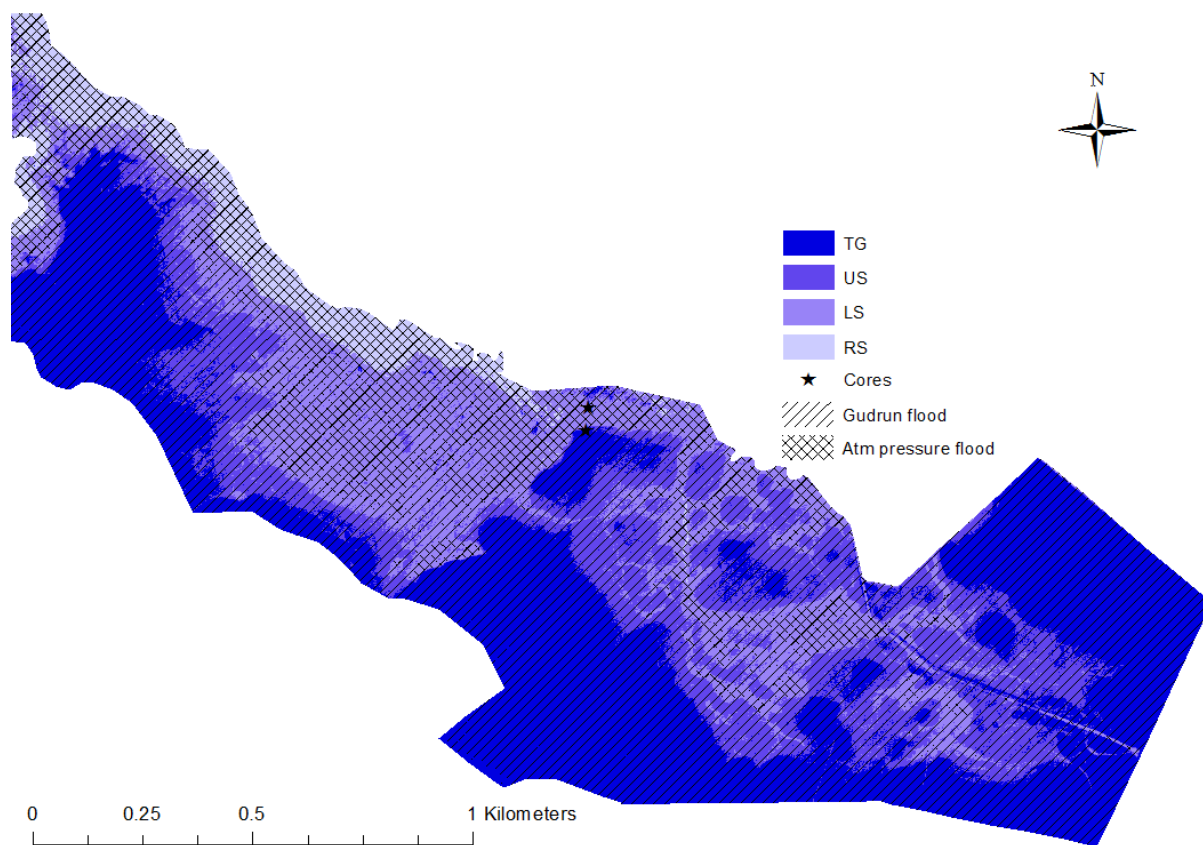 N
TG
US
LS
RS
Cores
Gudrun flood
Atm pressure flood
0 0.25 0.5 1 Kilometers